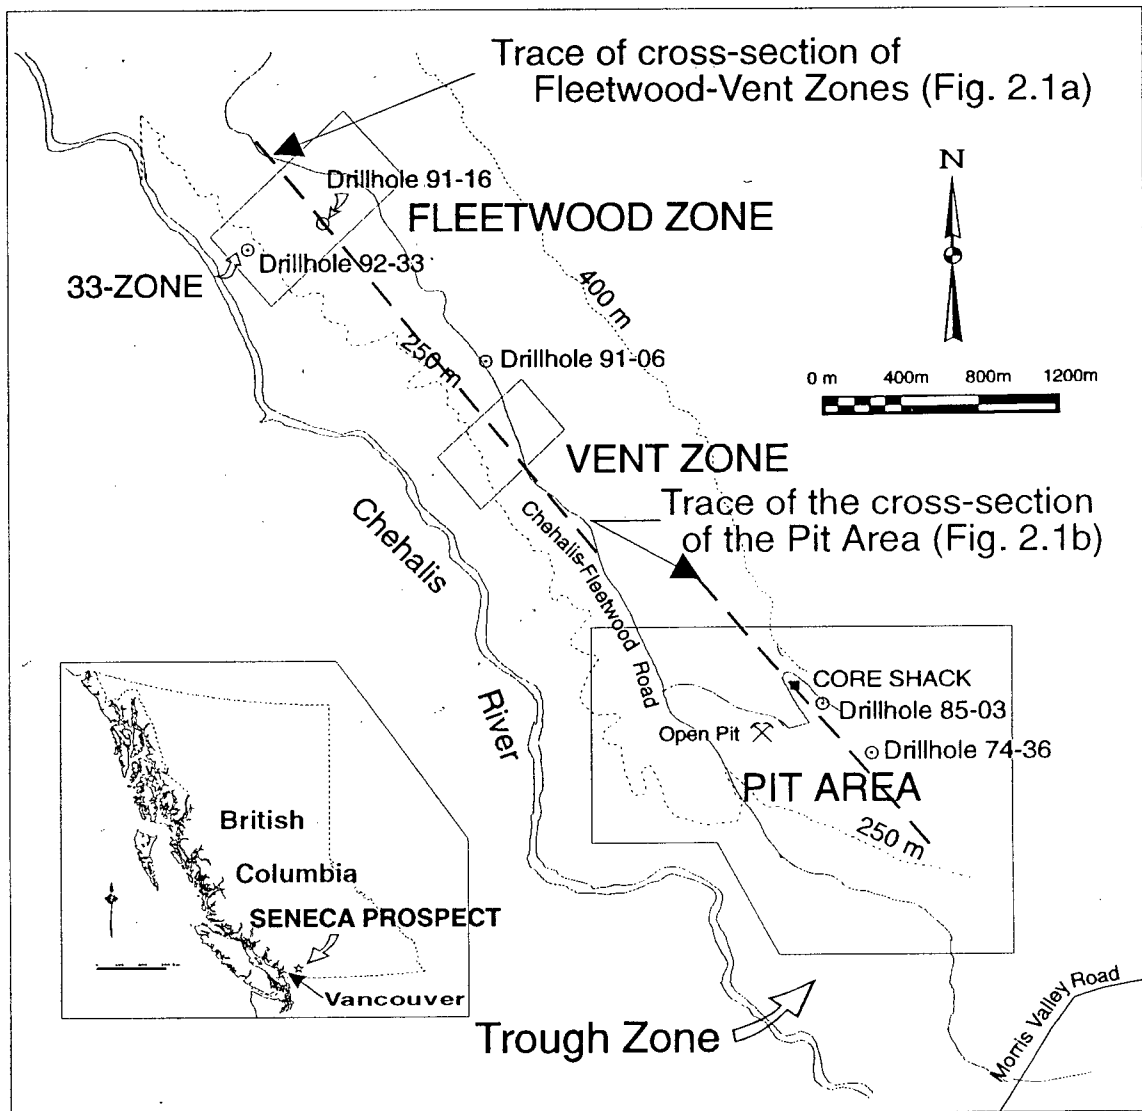 Trace of cross-section of
Fleetwood-Vent Zones (Fig. 2.1a)
N
Drillhole 91-16
FLEETWOOD ZONE
Drillhole 92-33
33-ZONE
400 m
250 m
Drillhole 91-06
0 m 400m 800m 1200m
VENT ZONE
Trace of the cross-section
of the Pit Area (Fig. 2.1b)
Chehalis
River
Chehalis-Fleetwood Road
CORE SHACK
Drillhole 85-03
Open Pit
Drillhole 74-36
PIT AREA
250 m
British
Columbia
SENECA PROSPECT
Vancouver
Trough Zone
Morris Valley Road